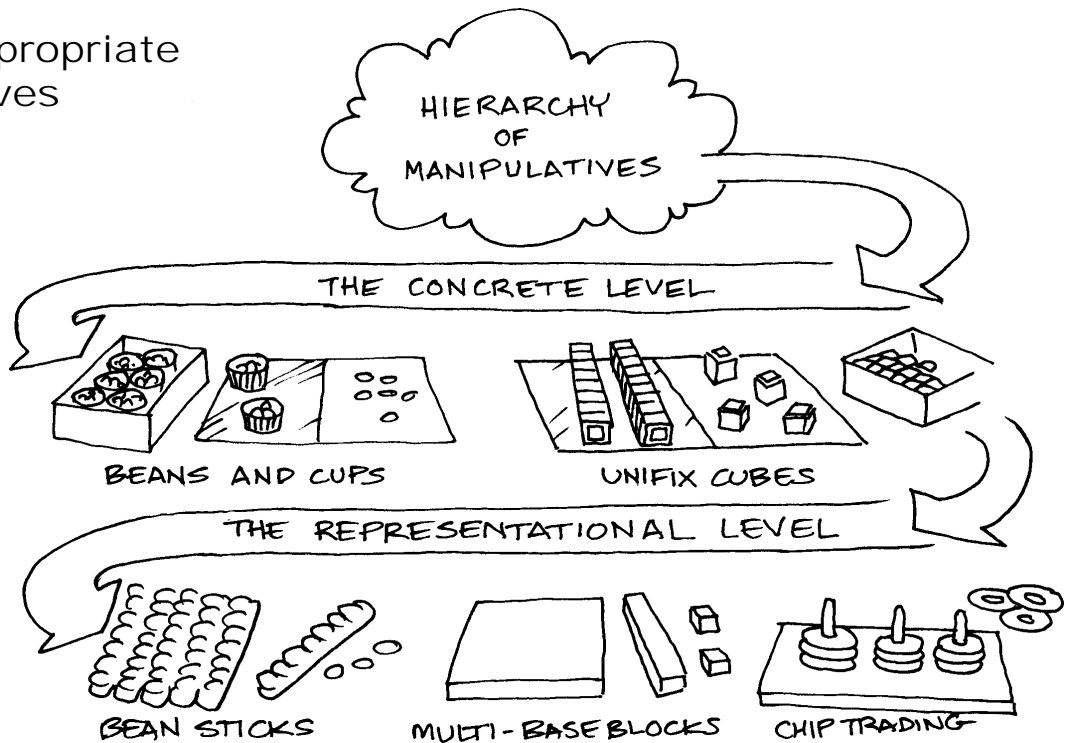 propriate
ves
HIERARCHY
OF
MANIPULATIVES
THE CONCRETE LEVEL
BEANS AND CUPS
UNIFIX CUBES
THE REPRESENTATIONAL LEVEL
BEAN STICKS
MULTI-BASE BLOCKS
CHIP TRADING